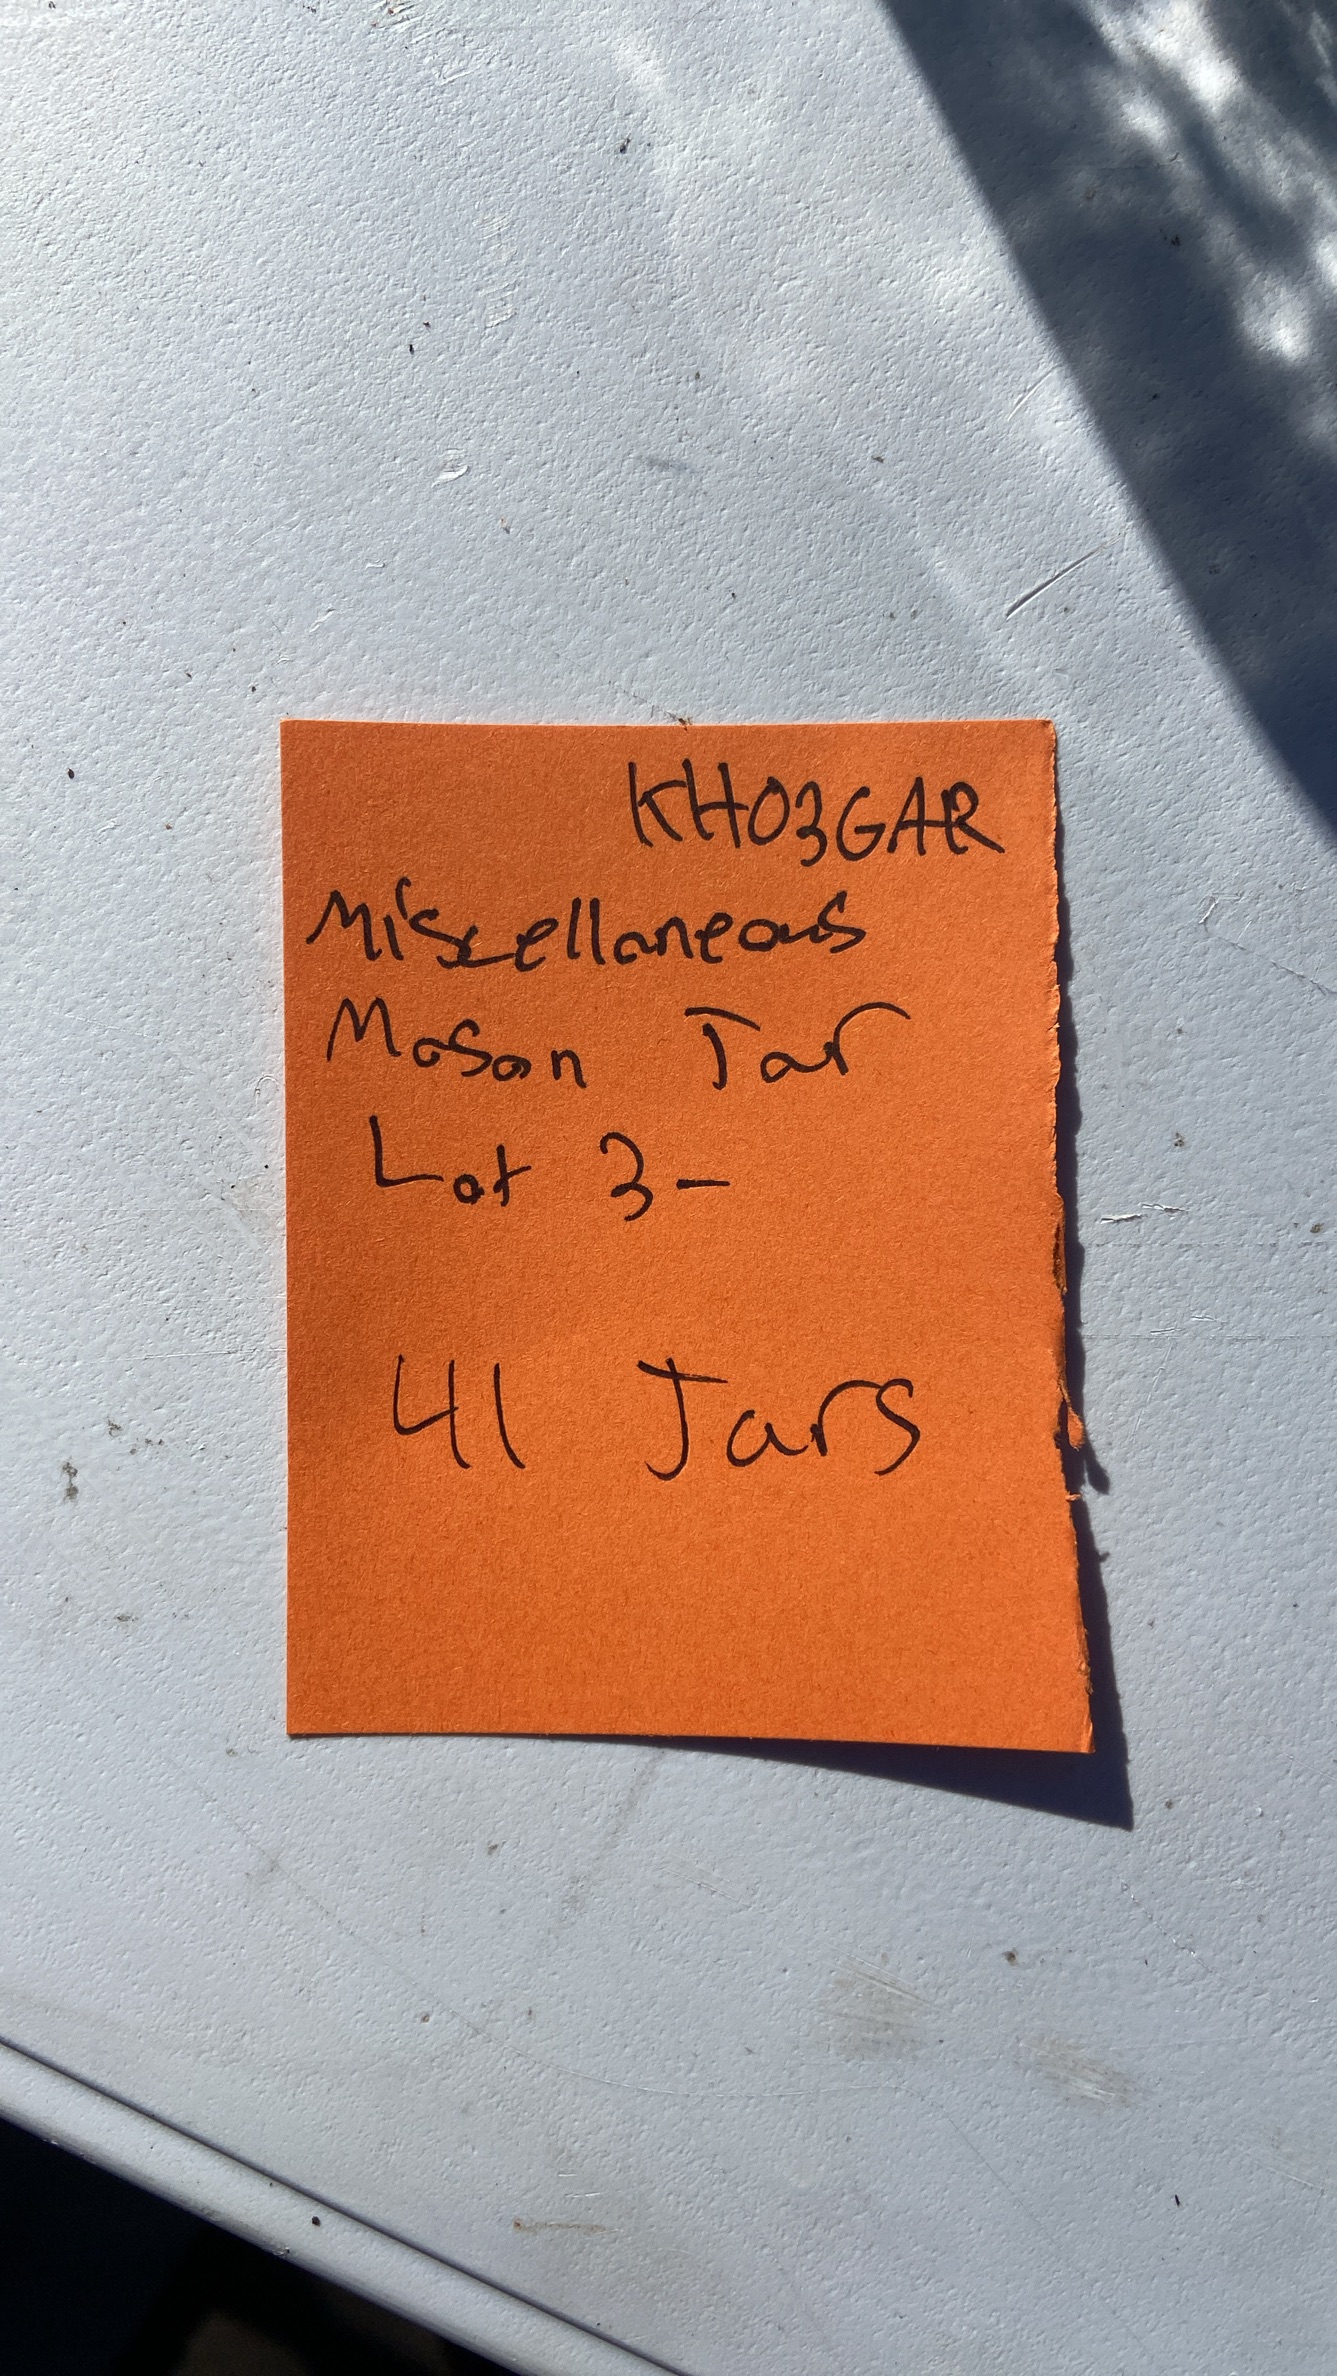 KH03GAR
Miscellaneous
Mason Jar
Lot 3-
41 Jars